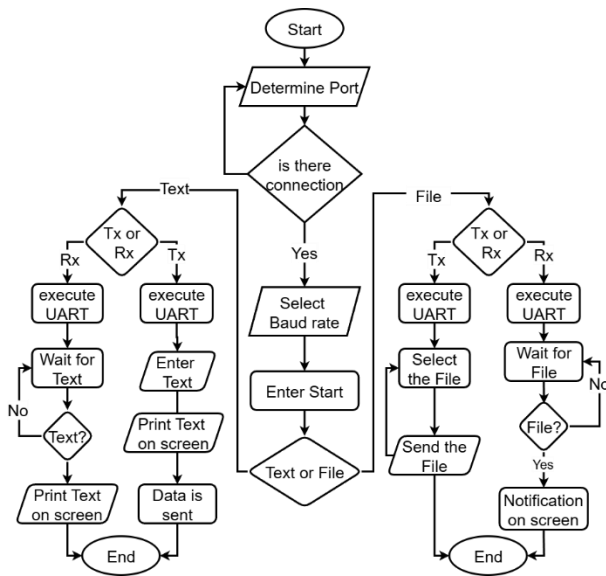 Start
Determine Port
is there
connection
Yes
Select
Baud rate
Enter Start
Text or File
Text
Tx or
Rx
Rx
Tx
execute
UART
Wait for
Text
No
Text?
Print Text
on screen
execute
UART
Enter
Text
Print Text
on screen
Data is
sent
End
File
Tx or
Rx
Tx
Rx
execute
UART
Select
the File
Send the
File
execute
UART
Wait for
File
No
File?
Yes
Notification
on screen
End